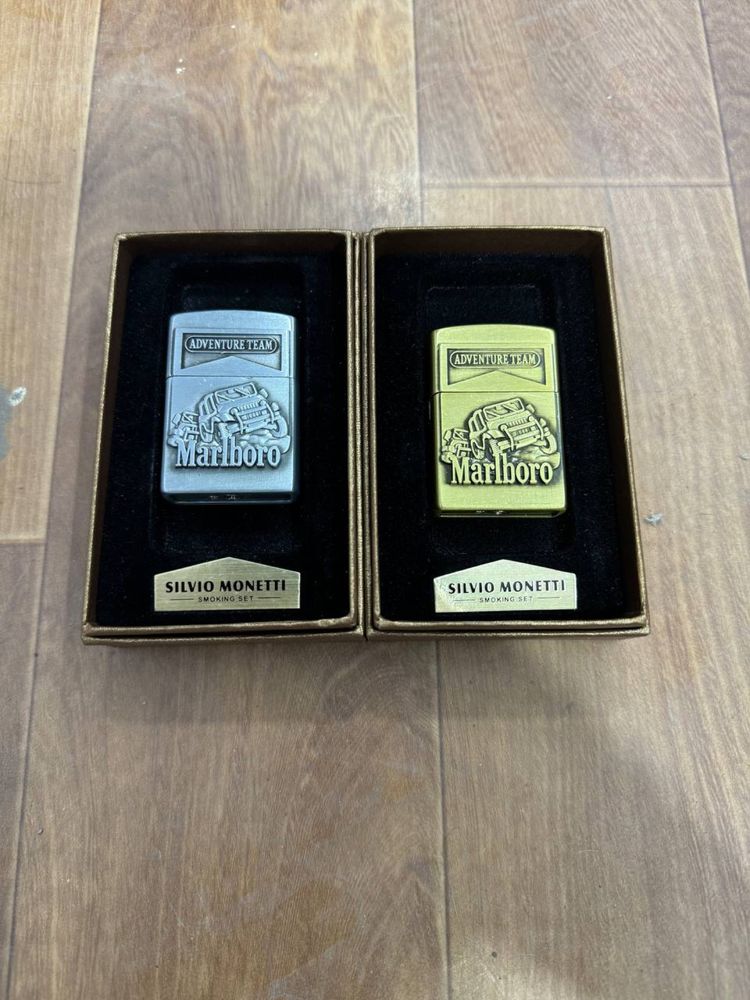 ADVENTURE TEAM
Marlboro
SILVIO MONETTI
SMOKING SET
ADVENTURE TEAM
Marlboro
SILVIO MONETTI
SMOKING SET